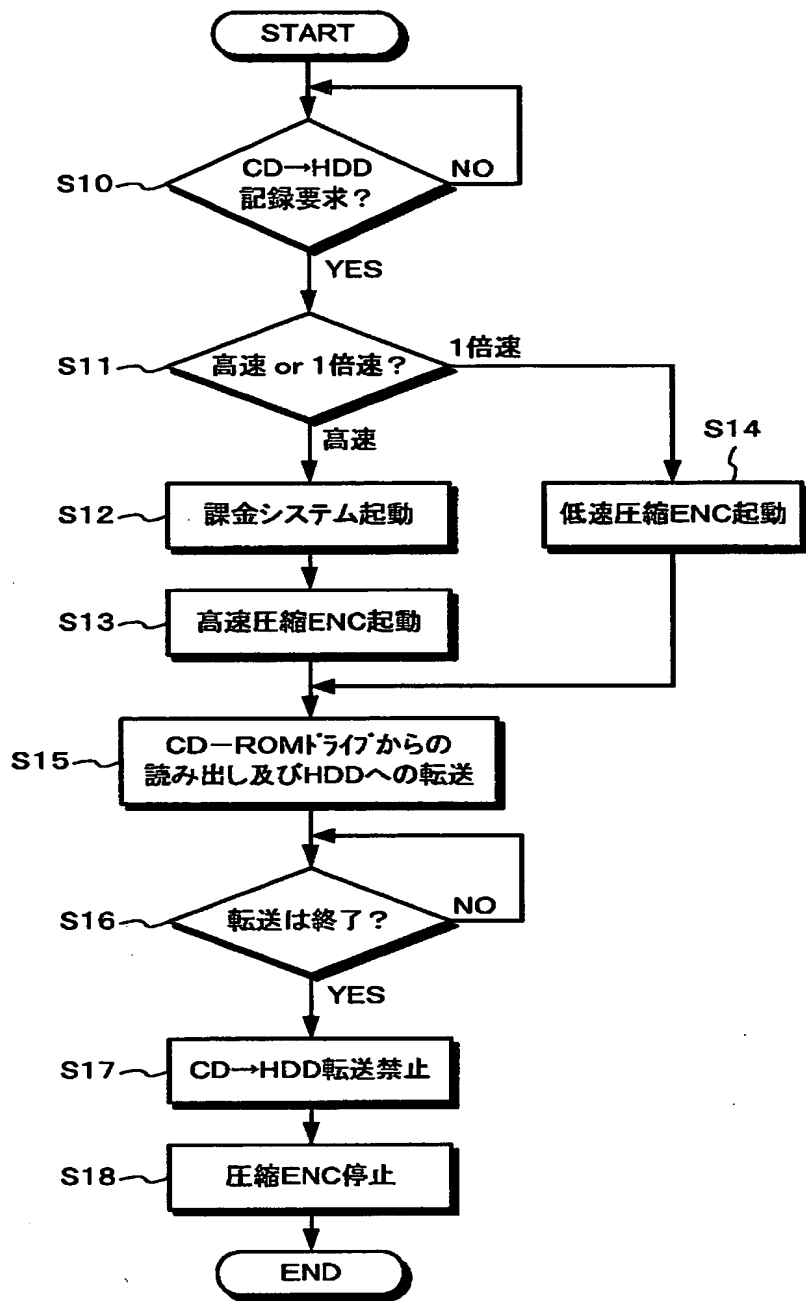 START
S10
CD→HDD
記録要求？
NO
YES
S11
高速 or 1倍速？
1倍速
高速
S12
課金システム起動
S14
低速圧縮ENC起動
S13
高速圧縮ENC起動
S15
CD－ROMﾄﾞﾗｲﾌﾞからの
読み出し及びHDDへの転送
S16
転送は終了？
NO
YES
S17
CD→HDD転送禁止
S18
圧縮ENC停止
END